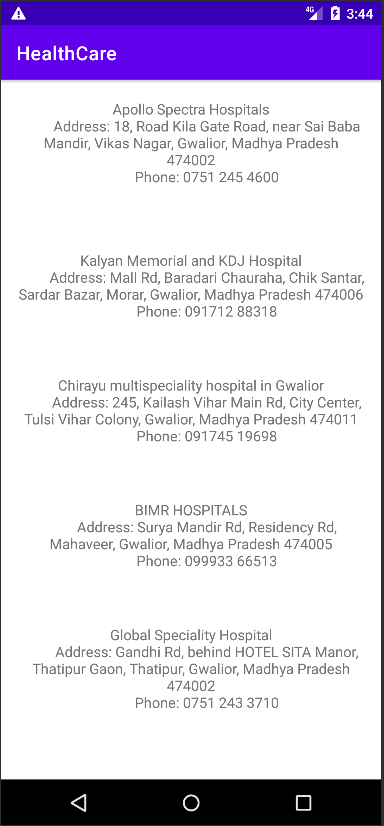 4G 3:44
HealthCare
Apollo Spectra Hospitals
Address: 18, Road Kila Gate Road, near Sai Baba
Mandir, Vikas Nagar, Gwalior, Madhya Pradesh
474002
Phone: 0751 245 4600
Kalyan Memorial and KDJ Hospital
Address: Mall Rd, Baradari Chauraha, Chik Santar,
Sardar Bazar, Morar, Gwalior, Madhya Pradesh 474006
Phone: 091712 88318
Chirayu multispeciality hospital in Gwalior
Address: 245, Kailash Vihar Main Rd, City Center,
Tulsi Vihar Colony, Gwalior, Madhya Pradesh 474011
Phone: 091745 19698
BIMR HOSPITALS
Address: Surya Mandir Rd, Residency Rd,
Mahaveer, Gwalior, Madhya Pradesh 474005
Phone: 099933 66513
Global Speciality Hospital
Address: Gandhi Rd, behind HOTEL SITA Manor,
Thatipur Gaon, Thatipur, Gwalior, Madhya Pradesh
474002
Phone: 0751 243 3710